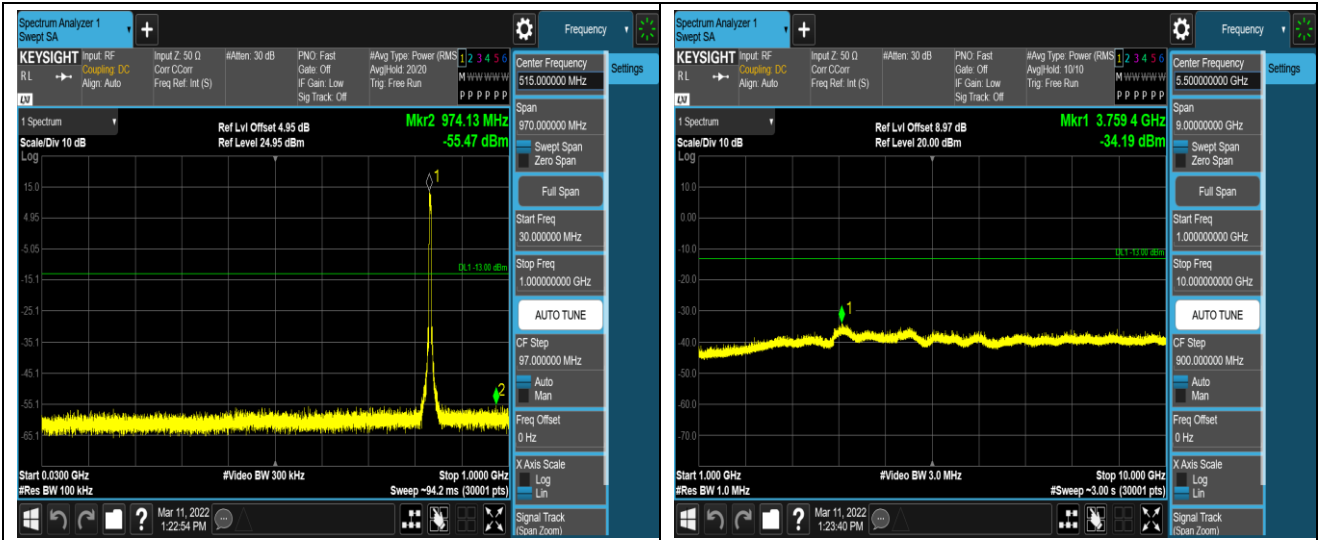 Spectrum Analyzer 1
Swept SA
+
Frequency
KEYSIGHT
RL
LXI
Input: RF
Coupling: DC
Align: Auto
Input Z: 50 Ω
Corr CCorr
Freq Ref: Int (S)
#Atten: 30 dB
PNO: Fast
Gate: Off
IF Gain: Low
Sig Track: Off
#Avg Type: Power (RMS
Avg|Hold: 20/20
Trig: Free Run
1 2 3 4 5 6
M W W W W W
P P P P P P
1 Spectrum
Scale/Div 10 dB
Log
Ref Lvl Offset 4.95 dB
Ref Level 24.95 dBm
Mkr2 974.13 MHz
-55.47 dBm
1
15.0
4.95
-5.05
DL1 -13.00 dBm
-15.1
-25.1
-35.1
-45.1
2
-55.1
-65.1
Start 0.0300 GHz
#Res BW 100 kHz
#Video BW 300 kHz
Stop 1.0000 GHz
Sweep ~94.2 ms (30001 pts)
Center Frequency
515.000000 MHz
Settings
Span
970.000000 MHz
Swept Span
Zero Span
Full Span
Start Freq
30.000000 MHz
Stop Freq
1.000000000 GHz
AUTO TUNE
CF Step
97.000000 MHz
Auto
Man
Freq Offset
0 Hz
X Axis Scale
Log
Lin
Signal Track
(Span Zoom)
?
Mar 11, 2022
1:22:54 PM
Spectrum Analyzer 1
Swept SA
+
Frequency
KEYSIGHT
RL
LXI
Input: RF
Coupling: DC
Align: Auto
Input Z: 50 Ω
Corr CCorr
Freq Ref: Int (S)
#Atten: 30 dB
PNO: Fast
Gate: Off
IF Gain: Low
Sig Track: Off
#Avg Type: Power (RMS
Avg|Hold: 10/10
Trig: Free Run
1 2 3 4 5 6
M W W W W W
P P P P P P
1 Spectrum
Scale/Div 10 dB
Log
Ref Lvl Offset 8.97 dB
Ref Level 20.00 dBm
Mkr1 3.759 4 GHz
-34.19 dBm
10.0
0.00
-10.0
DL1 -13.00 dBm
-20.0
-30.0
1
-40.0
-50.0
-60.0
-70.0
Start 1.000 GHz
#Res BW 1.0 MHz
#Video BW 3.0 MHz
Stop 10.000 GHz
#Sweep ~3.00 s (30001 pts)
Center Frequency
5.500000000 GHz
Settings
Span
9.00000000 GHz
Swept Span
Zero Span
Full Span
Start Freq
1.000000000 GHz
Stop Freq
10.000000000 GHz
AUTO TUNE
CF Step
900.000000 MHz
Auto
Man
Freq Offset
0 Hz
X Axis Scale
Log
Lin
Signal Track
(Span Zoom)
?
Mar 11, 2022
1:23:40 PM